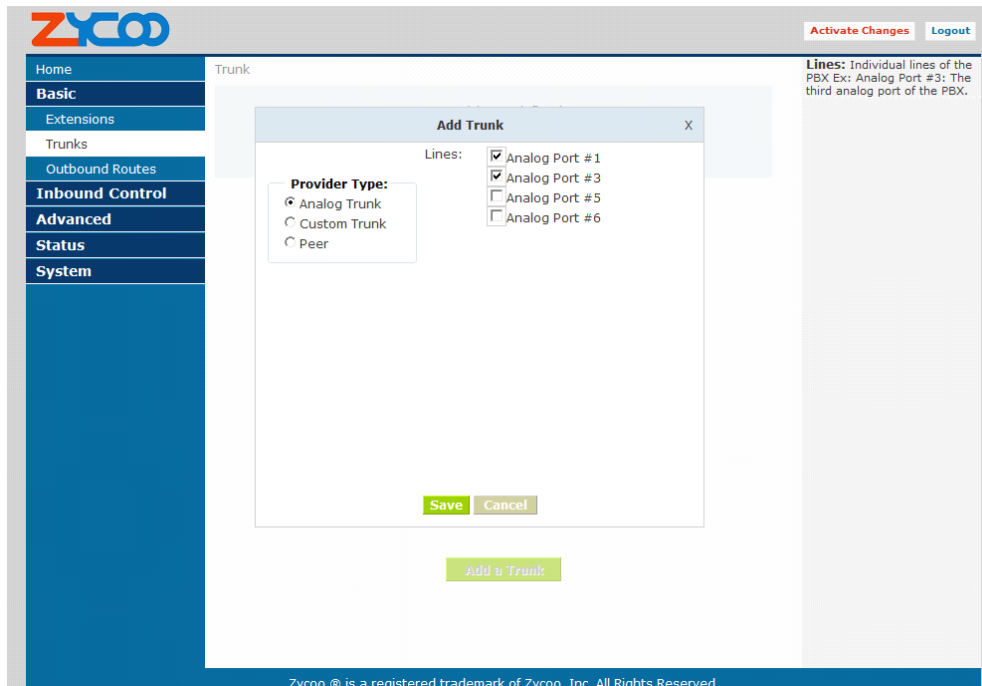 ZYCOO
Activate Changes
Logout
Home
Basic
Extensions
Trunks
Outbound Routes
Inbound Control
Advanced
Status
System
Trunk
Add Trunk
X
Lines:
Analog Port #1
Analog Port #3
Analog Port #5
Analog Port #6
Provider Type:
Analog Trunk
Custom Trunk
Peer
Save
Cancel
Add a Trunk
Lines: Individual lines of the
PBX Ex: Analog Port #3: The
third analog port of the PBX.
Zycoo ® is a registered trademark of Zycoo, Inc. All Rights Reserved